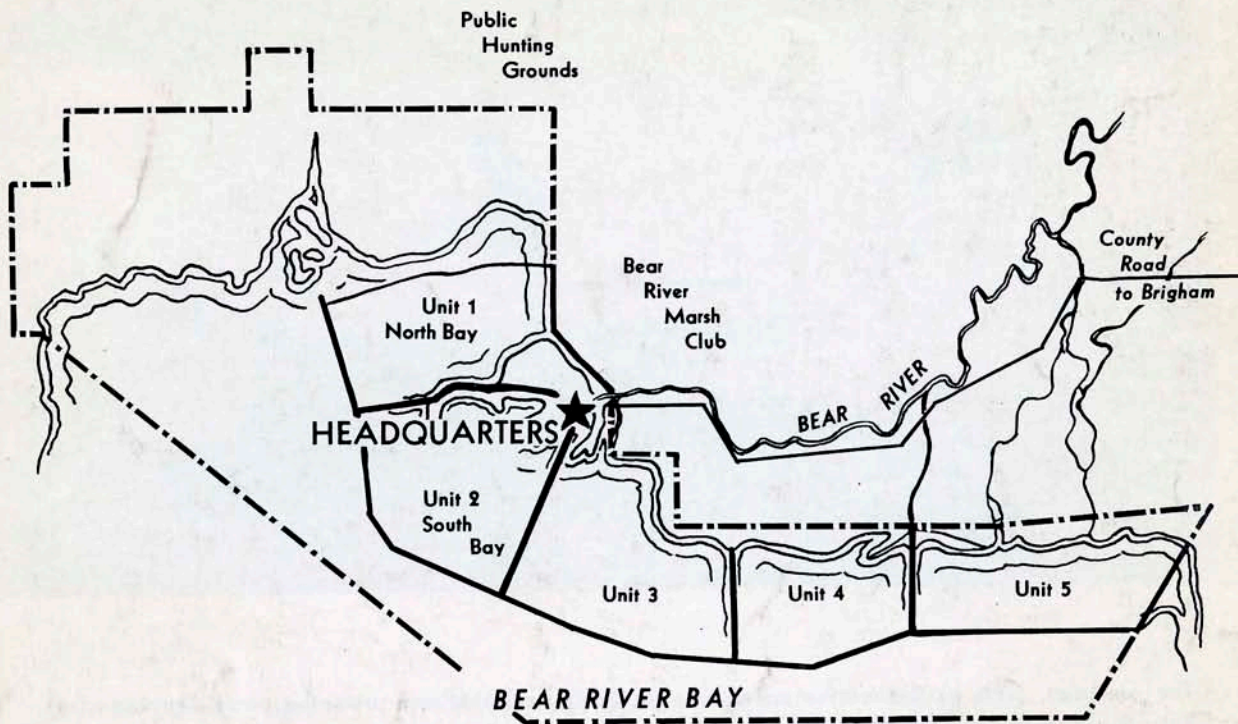 Public
Hunting
Grounds
County
Road
to Brigham
Bear
River
Marsh
Club
Unit 1
North Bay
BEAR RIVER
HEADQUARTERS
Unit 2
South
Bay
Unit 3
Unit 4
Unit 5
BEAR RIVER BAY